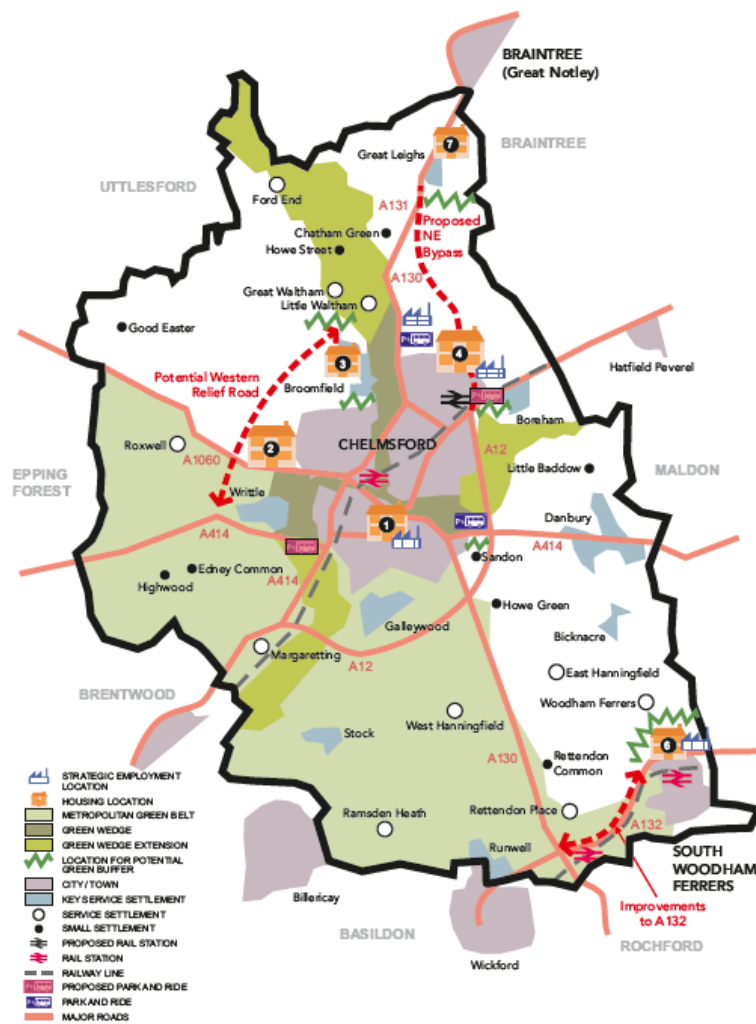 BRAINTREE
(Great Notley)
BRAINTREE
7
Great Leighs
UTTLESFORD
Ford End
A131
Proposed
NE
Bypass
Chatham Green
Howe Street
A130
Great Waltham
Little Waltham
Good Easter
3
4
Hatfield Peverel
Potential Western
Relief Road
Broomfield
Boreham
CHELMSFORD
Roxwell
2
A12
A1060
Little Baddow
EPPING
FOREST
MALDON
Writtle
1
Danbury
A414
A414
Sandon
Edney Common
A414
Highwood
Howe Green
Galleywood
Bicknacre
Margaretting
A12
East Hanningfield
BRENTWOOD
Woodham Ferrers
West Hanningfield
Stock
6
A130
Rettendon
Common
Ramsden Heath
Rettendon Place
A132
Runwell
SOUTH
WOODHAM
FERRERS
Billericay
Improvements
to A132
BASILDON
ROCHFORD
Wickford
STRATEGIC EMPLOYMENT
LOCATION
HOUSING LOCATION
METROPOLITAN GREEN BELT
GREEN WEDGE
GREEN WEDGE EXTENSION
LOCATION FOR POTENTIAL
GREEN BUFFER
CITY/TOWN
KEY SERVICE SETTLEMENT
SERVICE SETTLEMENT
SMALL SETTLEMENT
PROPOSED RAIL STATION
RAIL STATION
RAILWAY LINE
PROPOSED PARK AND RIDE
PARK AND RIDE
MAJOR ROADS